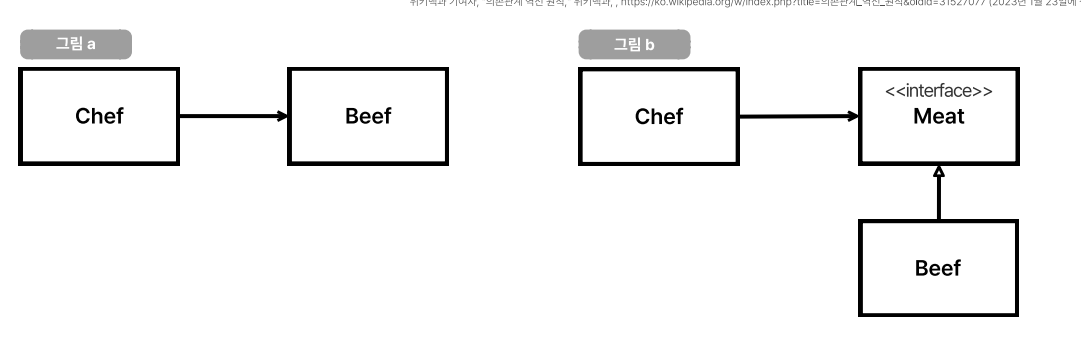 위키백과 기여자, "의존관계 역전 원칙," 위키백과, , https://ko.wikipedia.org/w/index.php?title=의존관계_역전_원칙&oldid=31527077 (2023년 1월 23일에
그림 a
그림 b
Chef
Beef
Chef
<<interface>>
Meat
Beef